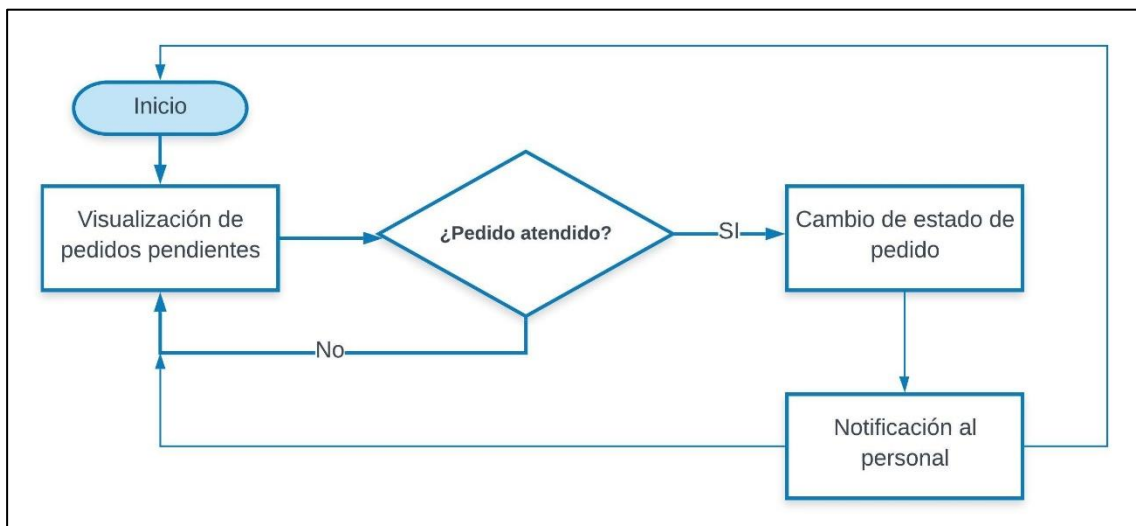 Inicio
Visualización de
pedidos pendientes
¿Pedido atendido?
SI
Cambio de estado de
pedido
No
Notificación al
personal